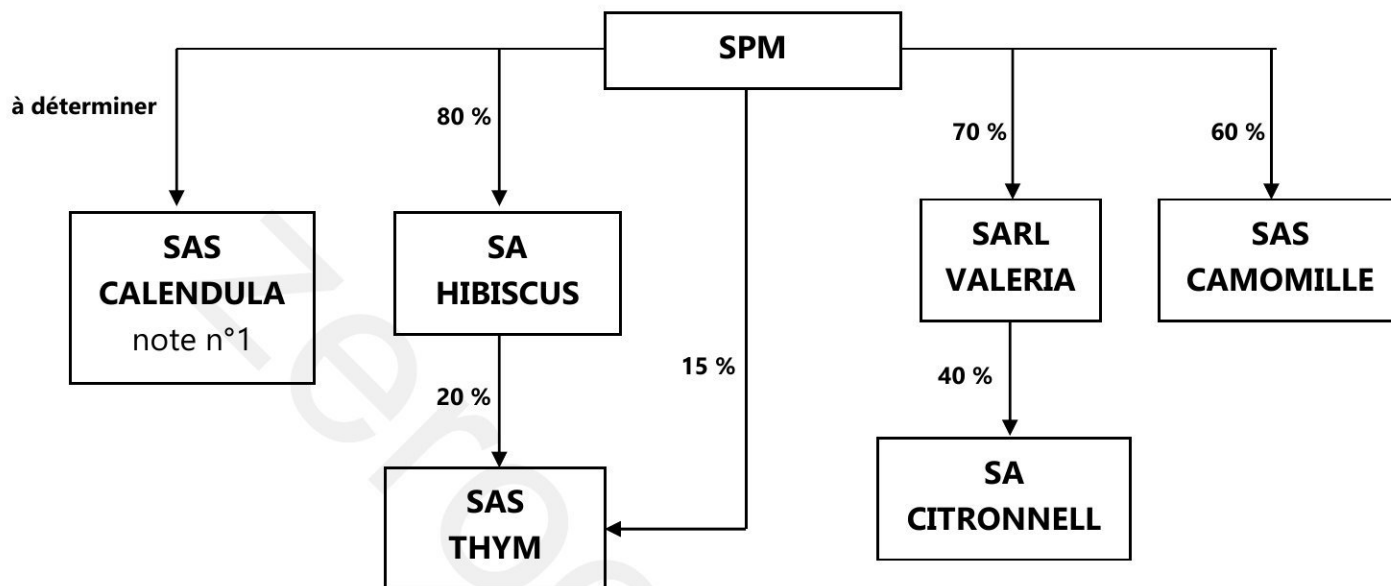 SPM
à déterminer
80 %
70 %
60 %
SAS
CALENDULA
note n°1
SA
HIBISCUS
SARL
VALERIA
SAS
CAMOMILLE
15 %
20 %
40 %
SAS
THYM
SA
CITRONNELL
zero